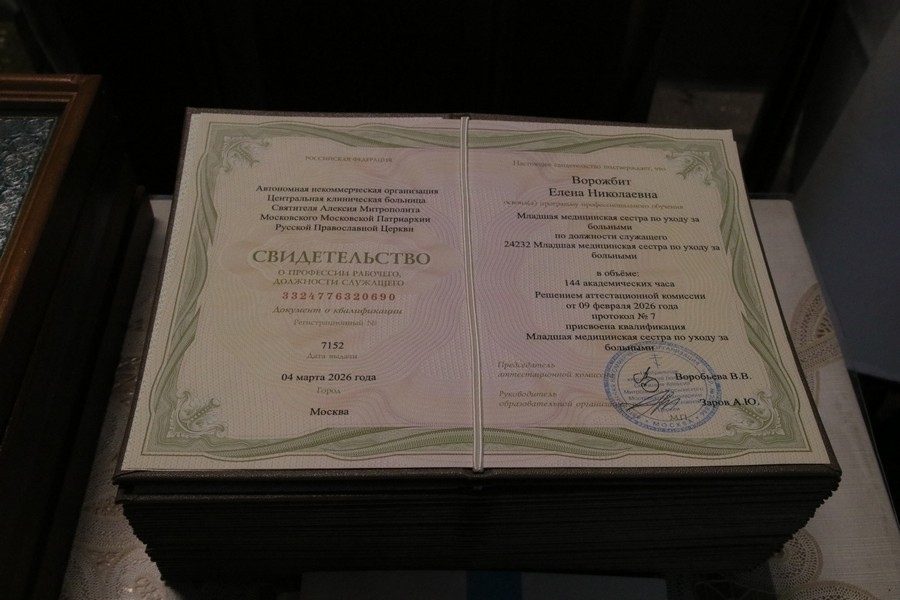 РОССИЙСКАЯ ФЕДЕРАЦИЯ
Автономная некоммерческая организация
Центральная клиническая больница
Святителя Алексия Митрополита
Московского Московской Патриархии
Русской Православной Церкви
СВИДЕТЕЛЬСТВО
О ПРОФЕССИИ РАБОЧЕГО,
ДОЛЖНОСТИ СЛУЖАЩЕГО
3324776320690
Документ о квалификации
Регистрационный №
7152
Дата выдачи
04 марта 2026 года
Город
Москва
Настоящее свидетельство подтверждает, что
Ворожбит
Елена Николаевна
освоил(а) программу профессионального обучения
Младшая медицинская сестра по уходу за
больными
по должности служащего
24232 Младшая медицинская сестра по уходу за
больными
в объёме:
144 академических часа
Решением аттестационной комиссии
от 09 февраля 2026 года
протокол № 7
присвоена квалификация
Младшая медицинская сестра по уходу за
больными
Председатель
аттестационной комиссии
Воробьева В.В.
Руководитель
образовательной организации
Заров А.Ю.
М.П.
МОСКВА